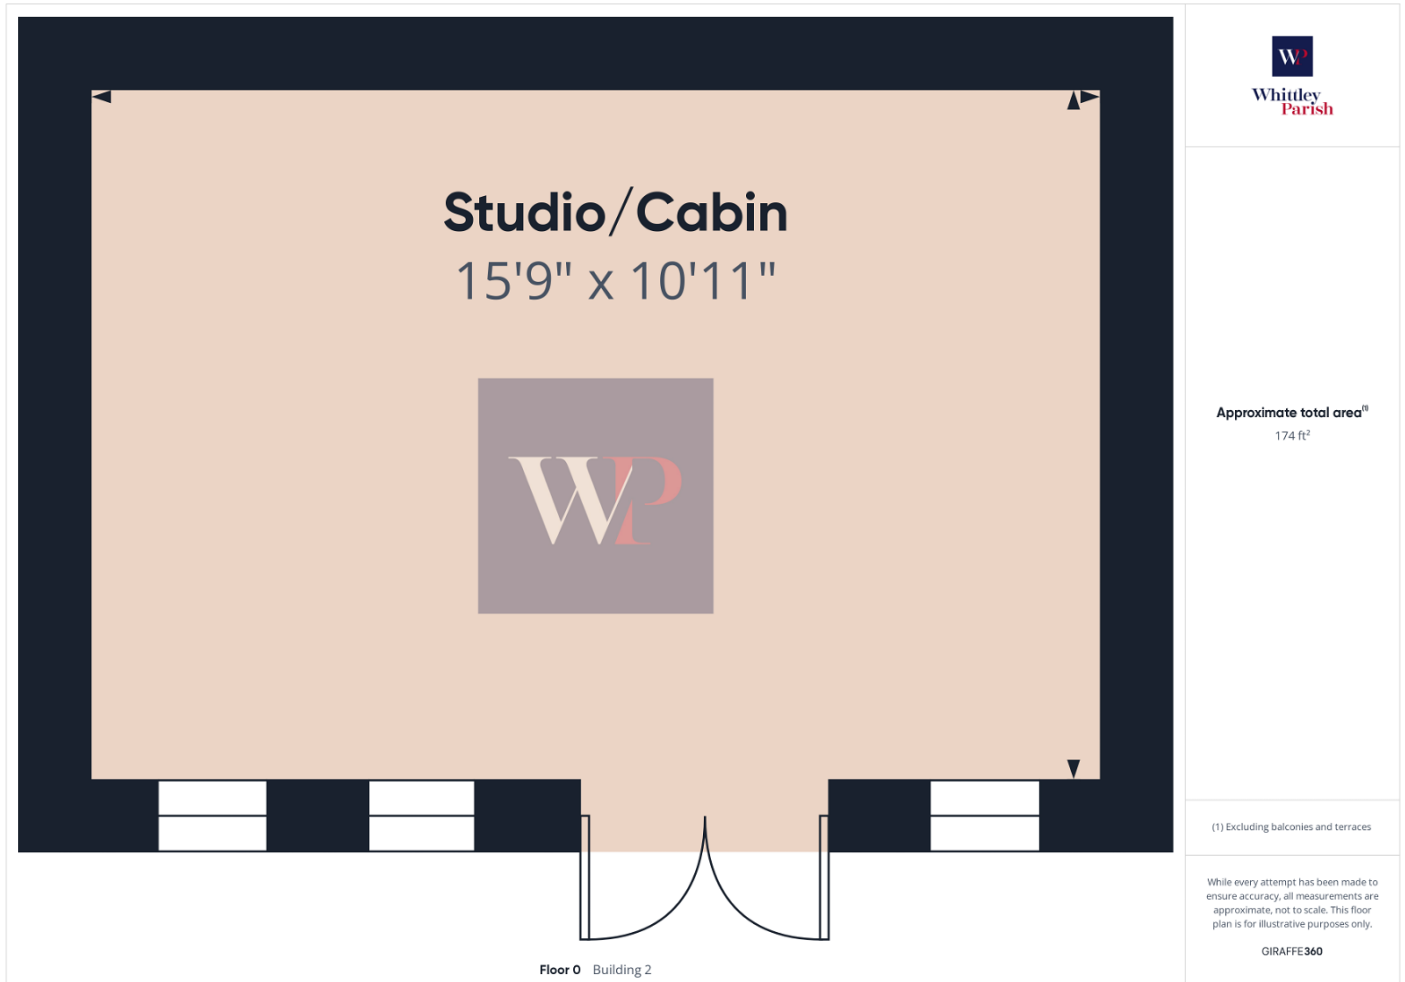 Studio/Cabin
15'9" x 10'11"
WP
Floor 0 Building 2
WP
Whittley
Parish
Approximate total area(1)
174 ft²
(1) Excluding balconies and terraces
While every attempt has been made to
ensure accuracy, all measurements are
approximate, not to scale. This floor
plan is for illustrative purposes only.
GIRAFFE360